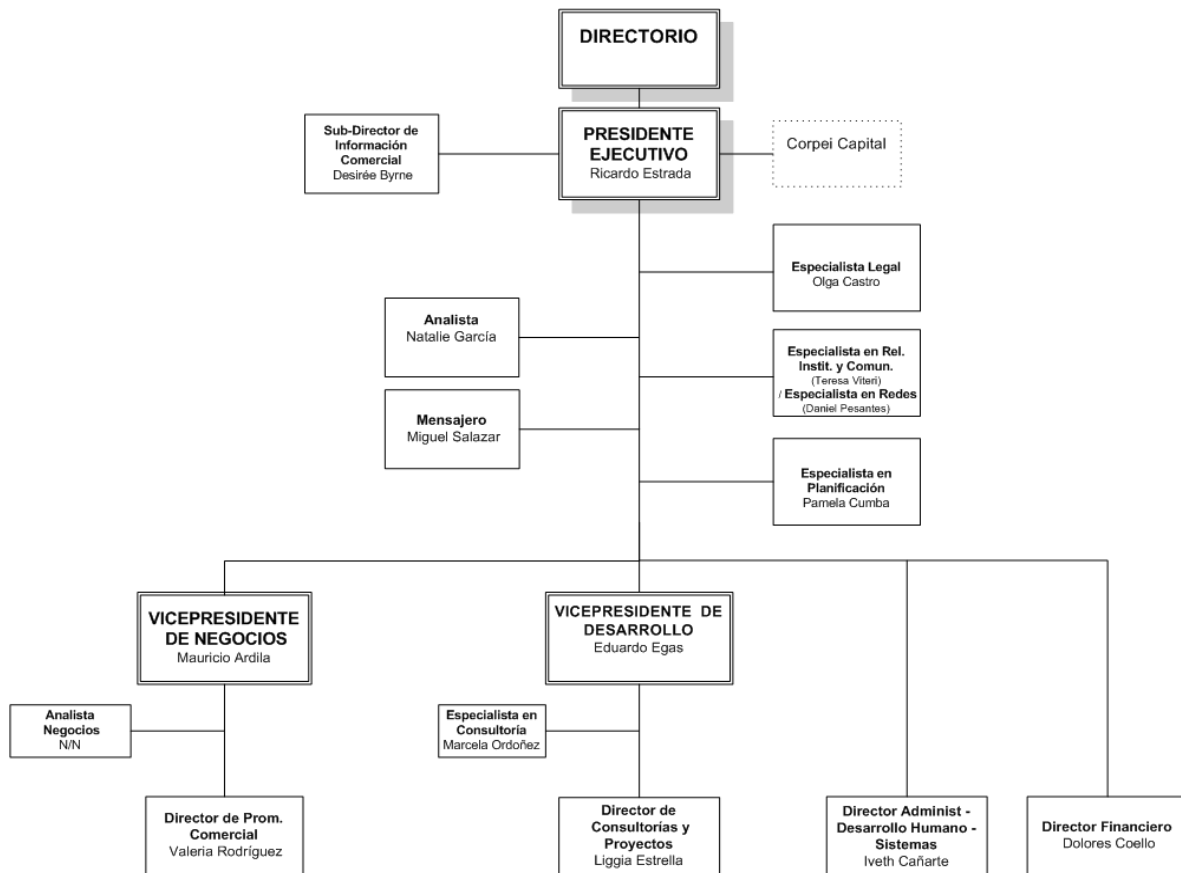 DIRECTORIO
Sub-Director de
Información
Comercial
Desirée Byrne
PRESIDENTE
EJECUTIVO
Ricardo Estrada
Corpei Capital
Especialista Legal
Olga Castro
Analista
Natalie García
Especialista en Rel.
Instit. y Comun.
(Teresa Viteri)
/ Especialista en Redes
(Daniel Pesantes)
Mensajero
Miguel Salazar
Especialista en
Planificación
Pamela Cumba
VICEPRESIDENTE
DE NEGOCIOS
Mauricio Ardila
VICEPRESIDENTE DE
DESARROLLO
Eduardo Egas
Analista
Negocios
N/N
Especialista en
Consultoría
Marcela Ordoñez
Director de Prom.
Comercial
Valeria Rodríguez
Director de
Consultorías y
Proyectos
Liggia Estrella
Director Administ -
Desarrollo Humano -
Sistemas
Iveth Cañarte
Director Financiero
Dolores Coello